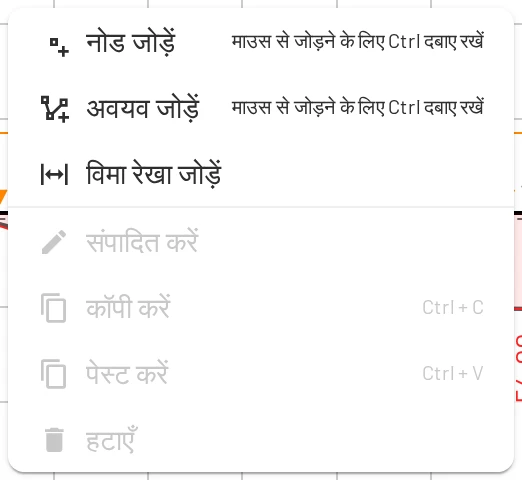 नोड जोड़ें माउस से जोड़ने के लिए Ctrl दबाए रखें
अवयव जोड़ें माउस से जोड़ने के लिए Ctrl दबाए रखें
विमा रेखा जोड़ें
संपादित करें
कॉपी करें Ctrl + C
पेस्ट करें Ctrl + V
हटाएँ